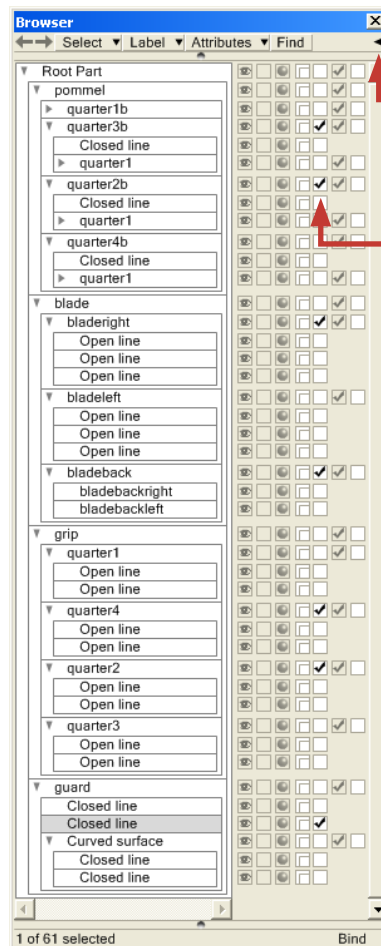 Browser
Select Label Attributes Find
Root Part
pommel
quarter1b
quarter3b
Closed line
quarter1
quarter2b
Closed line
quarter1
quarter4b
Closed line
quarter1
blade
bladeright
Open line
Open line
Open line
bladeleft
Open line
Open line
Open line
bladeback
bladebackright
bladebackleft
grip
quarter1
Open line
Open line
quarter4
Open line
Open line
quarter2
Open line
Open line
quarter3
Open line
Open line
guard
Closed line
Closed line
Curved surface
Closed line
Closed line
1 of 61 selected Bind